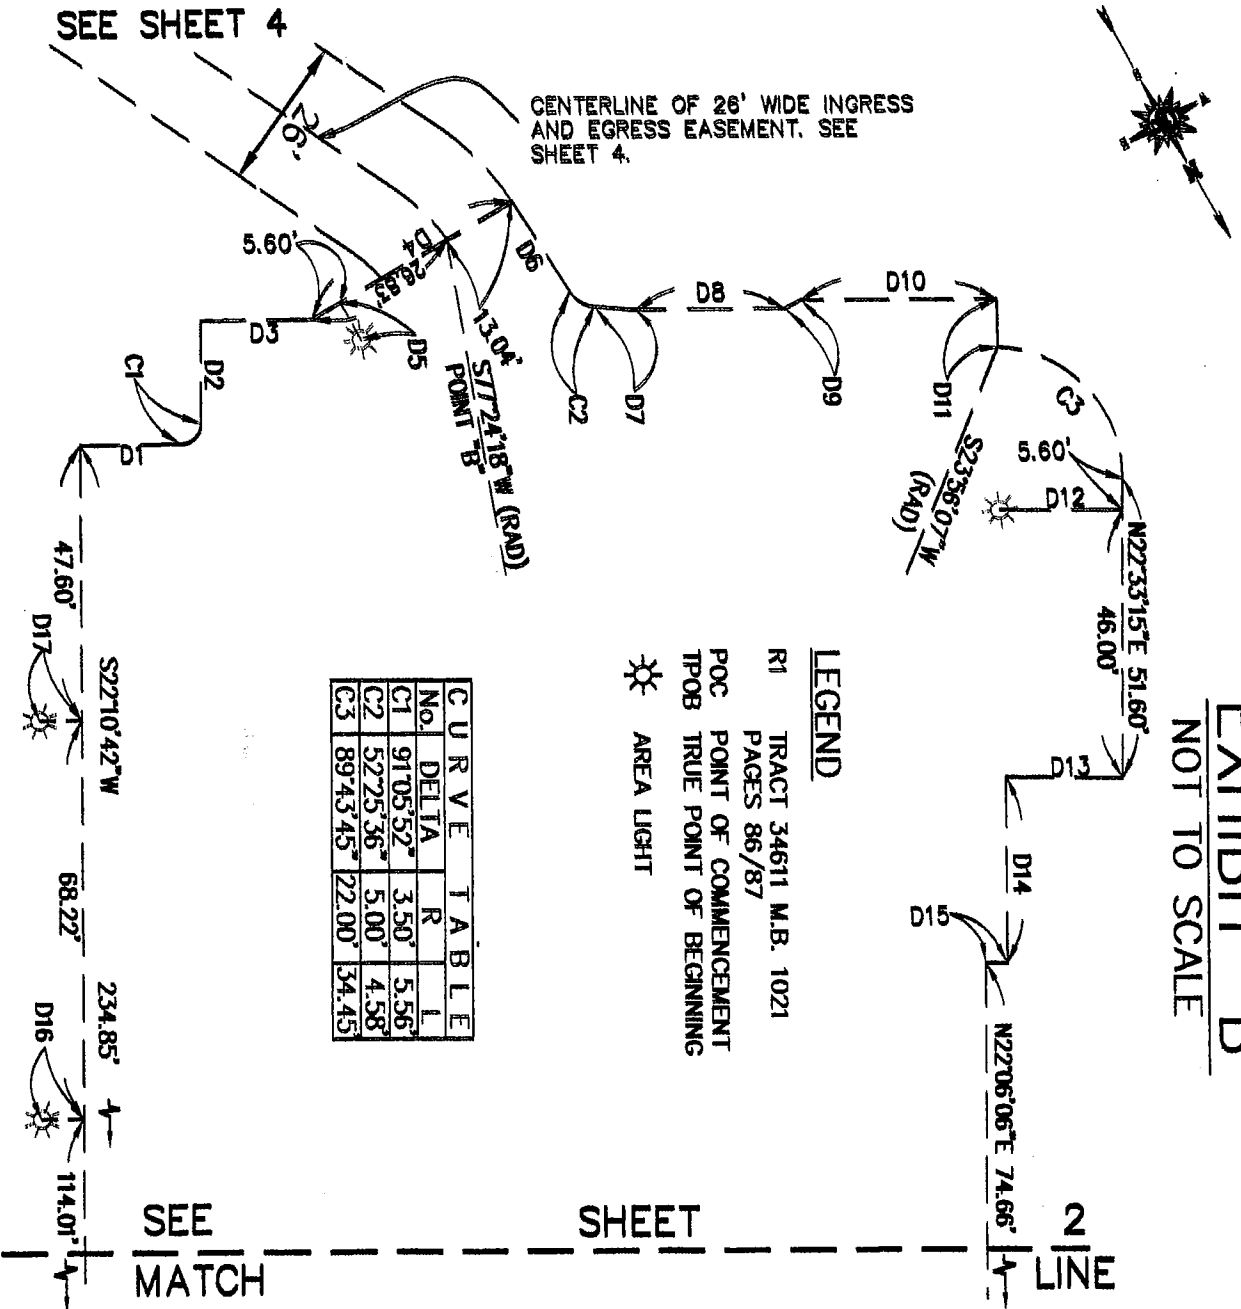 SEE SHEET 4
CENTERLINE OF 26' WIDE INGRESS
AND EGRESS EASEMENT. SEE
SHEET 4.
26'
5.60'
D4
26.83'
D6
D8
D10
D3
D5
13.04'
S77°24'18"W (RAD)
POINT "B"
C1
D2
D1
C2
D7
D9
D11
C3
S23°56'07"W
(RAD)
5.60'
D12
N22°33'15"E 51.60'
46.00'
D13
D14
D15
N22°06'06"E 74.66'
NOT TO SCALE
LEGEND
R1 TRACT 34611 M.B. 1021
PAGES 86/87
POC POINT OF COMMENCEMENT
TPOB TRUE POINT OF BEGINNING
AREA LIGHT
CURVE TABLE
No. DELTA R L
C1 91°05'52" 3.50' 5.56'
C2 52°25'36" 5.00' 4.58'
C3 89°43'45" 22.00' 34.45'
47.60'
D17
S22°10'42"W
68.22'
234.85'
D16
114.01'
SEE SHEET 2
MATCH LINE